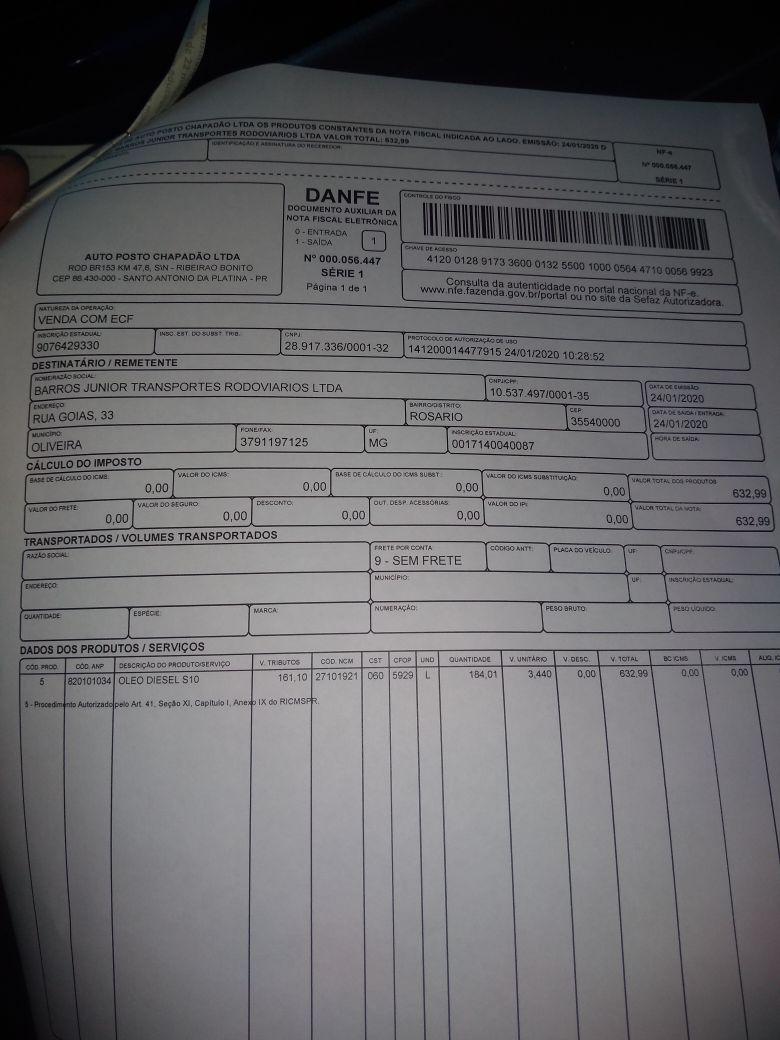 AUTO POSTO CHAPADÃO LTDA OS PRODUTOS CONSTANTES DA NOTA FISCAL INDICADA AO LADO. EMISSÃO: 24/01/2020 D
BARROS JUNIOR TRANSPORTES RODOVIARIOS LTDA VALOR TOTAL: 632,99
IDENTIFICAÇÃO E ASSINATURA DO RECEBEDOR:
NF-e
Nº 000.056.447
SÉRIE 1
AUTO POSTO CHAPADÃO LTDA
ROD BR153 KM 47,6, S/N - RIBEIRAO BONITO
CEP 86.430-000 - SANTO ANTONIO DA PLATINA - PR
DANFE
DOCUMENTO AUXILIAR DA
NOTA FISCAL ELETRÔNICA
0 - ENTRADA
1 - SAÍDA
1
Nº 000.056.447
SÉRIE 1
Página 1 de 1
CONTROLE DO FISCO
CHAVE DE ACESSO
4120 0128 9173 3600 0132 5500 1000 0564 4710 0056 9923
Consulta da autenticidade no portal nacional da NF-e.
www.nfe.fazenda.gov.br/portal ou no site da Sefaz Autorizadora.
NATUREZA DA OPERAÇÃO:
VENDA COM ECF
INSCRIÇÃO ESTADUAL: INSC. EST. DO SUBST. TRIB.: CNPJ: PROTOCOLO DE AUTORIZAÇÃO DE USO
9076429330 28.917.336/0001-32 141200014477915 24/01/2020 10:28:52
DESTINATÁRIO / REMETENTE
NOME/RAZÃO SOCIAL: CNPJ/CPF: DATA DE EMISSÃO:
BARROS JUNIOR TRANSPORTES RODOVIARIOS LTDA 10.537.497/0001-35 24/01/2020
ENDEREÇO: BAIRRO/DISTRITO: CEP: DATA DE SAÍDA / ENTRADA:
RUA GOIAS, 33 ROSARIO 35540000 24/01/2020
MUNICÍPIO: FONE/FAX: UF: INSCRIÇÃO ESTADUAL: HORA DE SAÍDA:
OLIVEIRA 3791197125 MG 0017140040087
CÁLCULO DO IMPOSTO
BASE DE CÁLCULO DO ICMS: VALOR DO ICMS: BASE DE CÁLCULO DO ICMS SUBST.: VALOR DO ICMS SUBSTITUIÇÃO: VALOR TOTAL DOS PRODUTOS
0,00 0,00 0,00 0,00 632,99
VALOR DO FRETE: VALOR DO SEGURO: DESCONTO: OUT. DESP. ACESSÓRIAS: VALOR DO IPI: VALOR TOTAL DA NOTA:
0,00 0,00 0,00 0,00 0,00 632,99
TRANSPORTADOS / VOLUMES TRANSPORTADOS
RAZÃO SOCIAL: FRETE POR CONTA: CÓDIGO ANTT: PLACA DO VEÍCULO: UF: CNPJ/CPF:
9 - SEM FRETE
ENDEREÇO: MUNICÍPIO: UF: INSCRIÇÃO ESTADUAL:
QUANTIDADE: ESPÉCIE: MARCA: NUMERAÇÃO: PESO BRUTO: PESO LÍQUIDO:
DADOS DOS PRODUTOS / SERVIÇOS
CÓD. PROD. CÓD. ANP DESCRIÇÃO DO PRODUTO/SERVIÇO V. TRIBUTOS CÓD. NCM CST CFOP UND QUANTIDADE V. UNITÁRIO V. DESC. V. TOTAL BC ICMS V. ICMS
5 820101034 OLEO DIESEL S10 161,10 27101921 060 5929 L 184,01 3,440 0,00 632,99 0,00 0,00
5 - Procedimento Autorizado pelo Art. 41, Seção XI, Capítulo I, Anexo IX do RICMSPR.